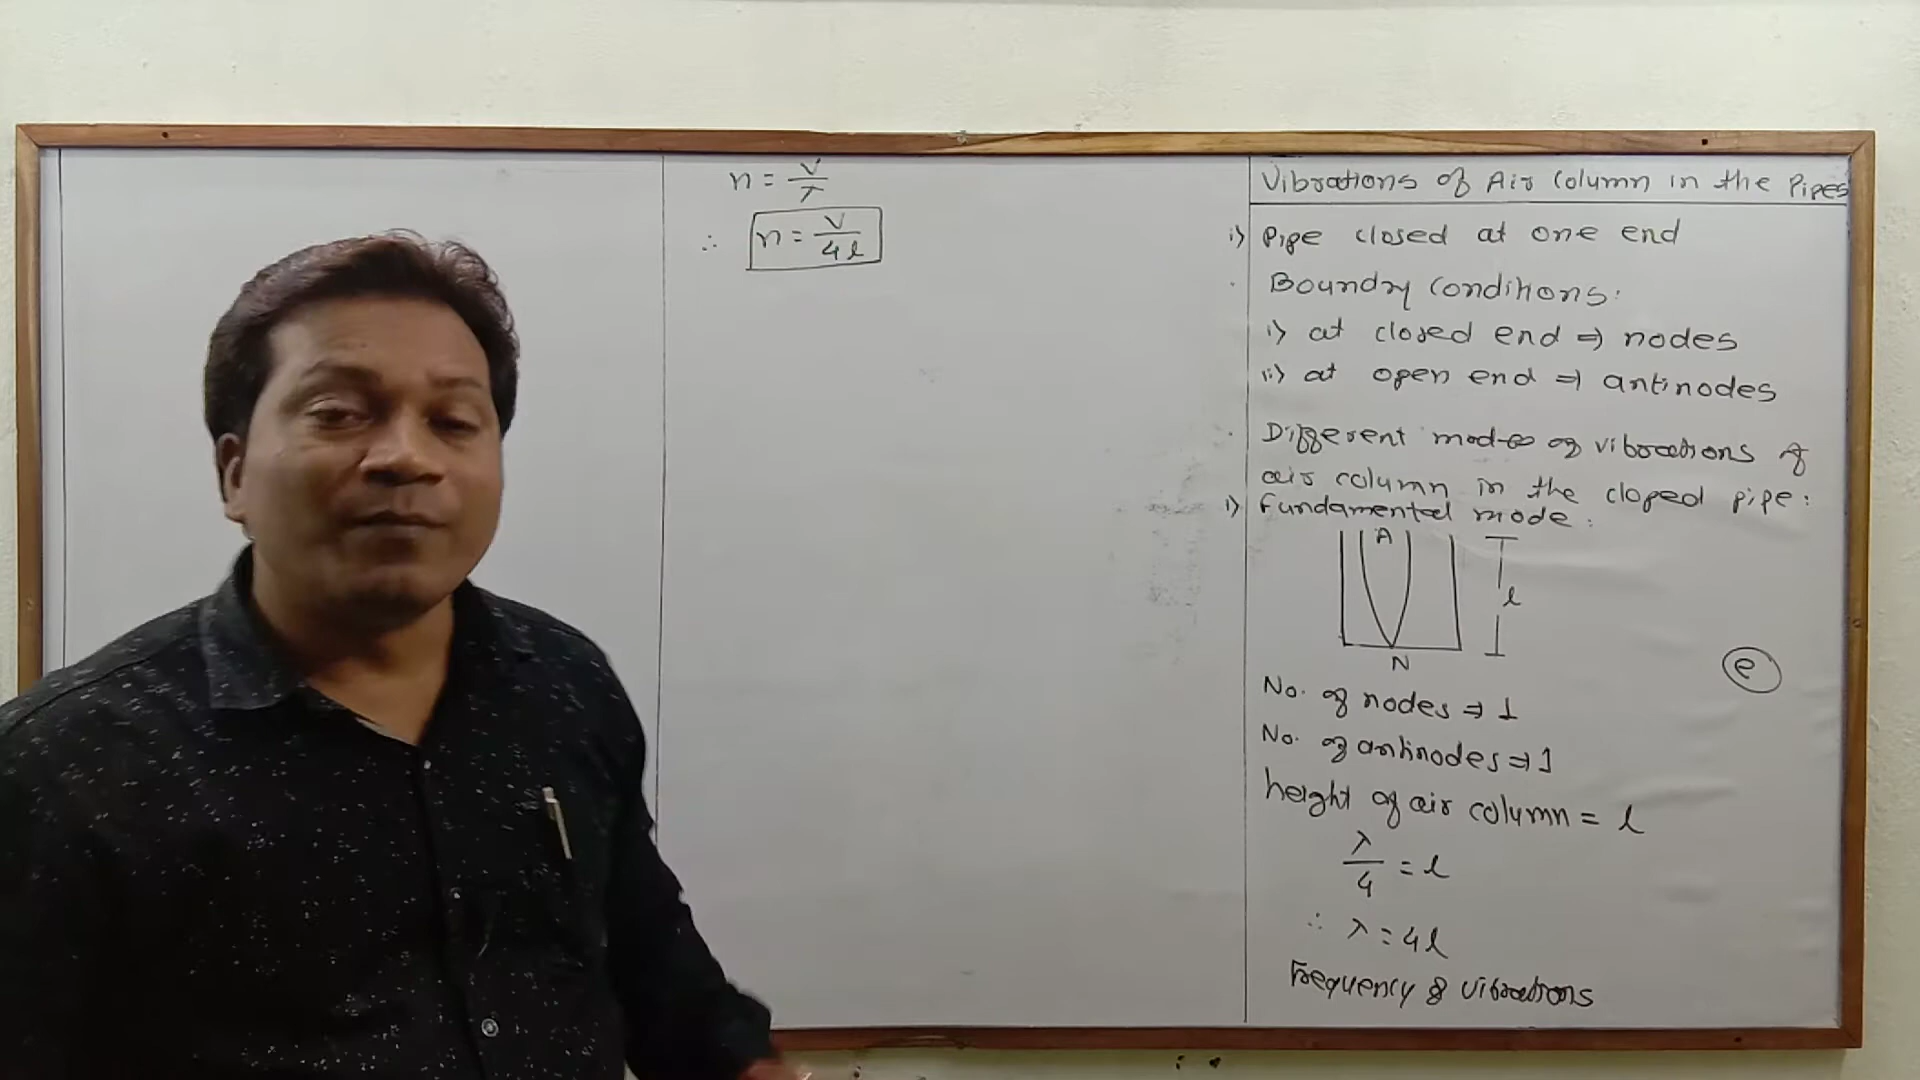 Vibrations of Air Column in the Pipes
i) Pipe closed at one end
· Boundry Conditions:
i) at closed end ⇒ nodes
ii) at open end ⇒ antinodes
· Different modes of vibrations of
air column in the closed pipe:
i) Fundamental mode:
A
l
N
e
No. of nodes ⇒ 1
No. of antinodes ⇒ 1
height of air column = l
λ/4 = l
∴ λ = 4l
Frequency of vibrations
n = V/λ
∴ n = V/4l